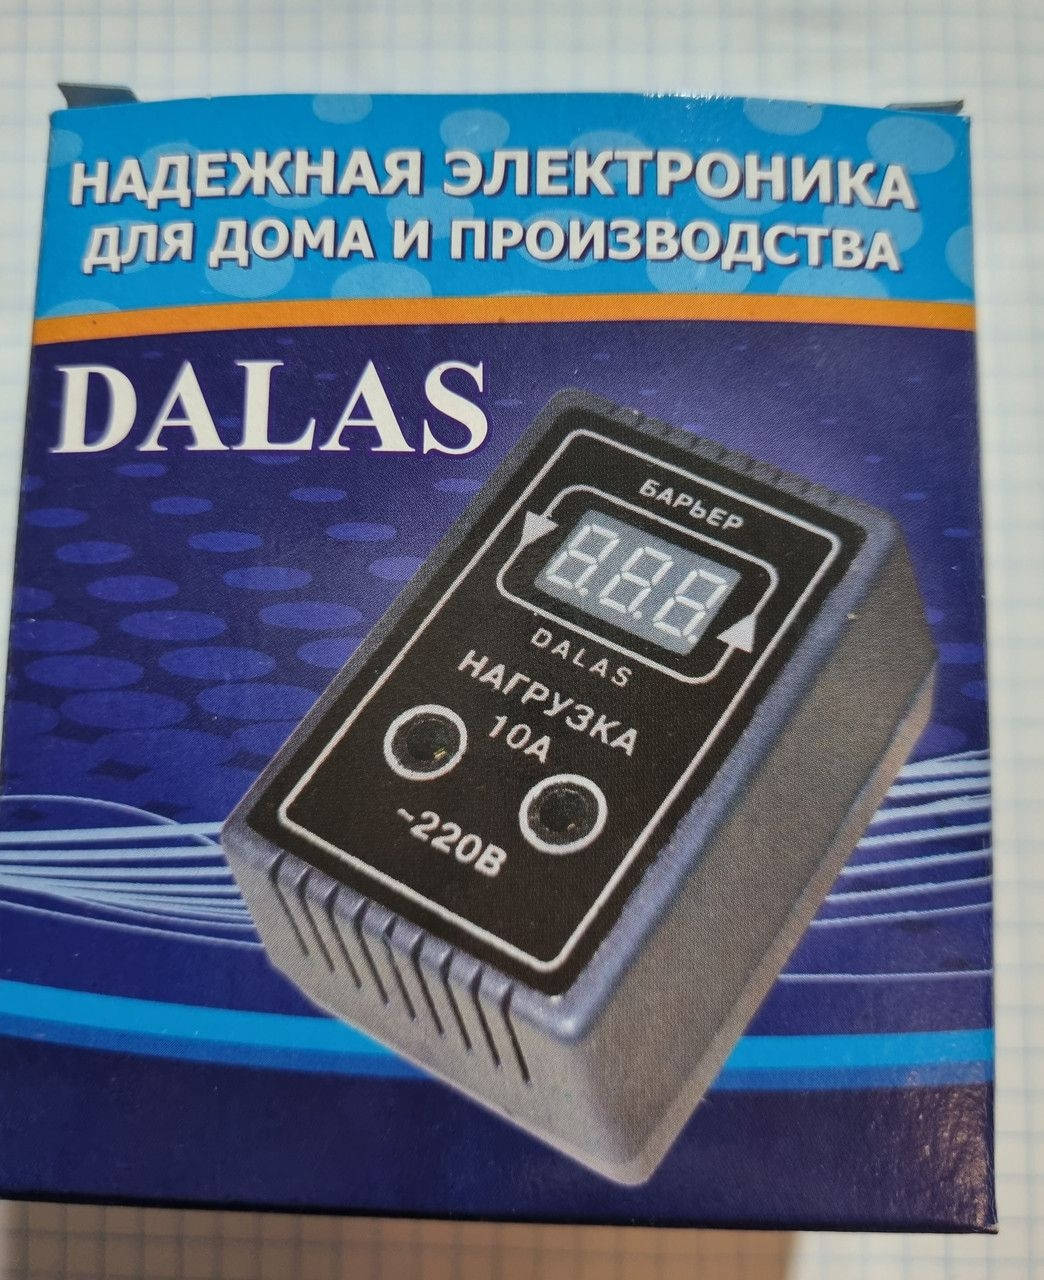 НАДЕЖНАЯ ЭЛЕКТРОНИКА
ДЛЯ ДОМА И ПРОИЗВОДСТВА
DALAS
БАРЬЕР
8.8.8.
DALAS
НАГРУЗКА
10А
~220В